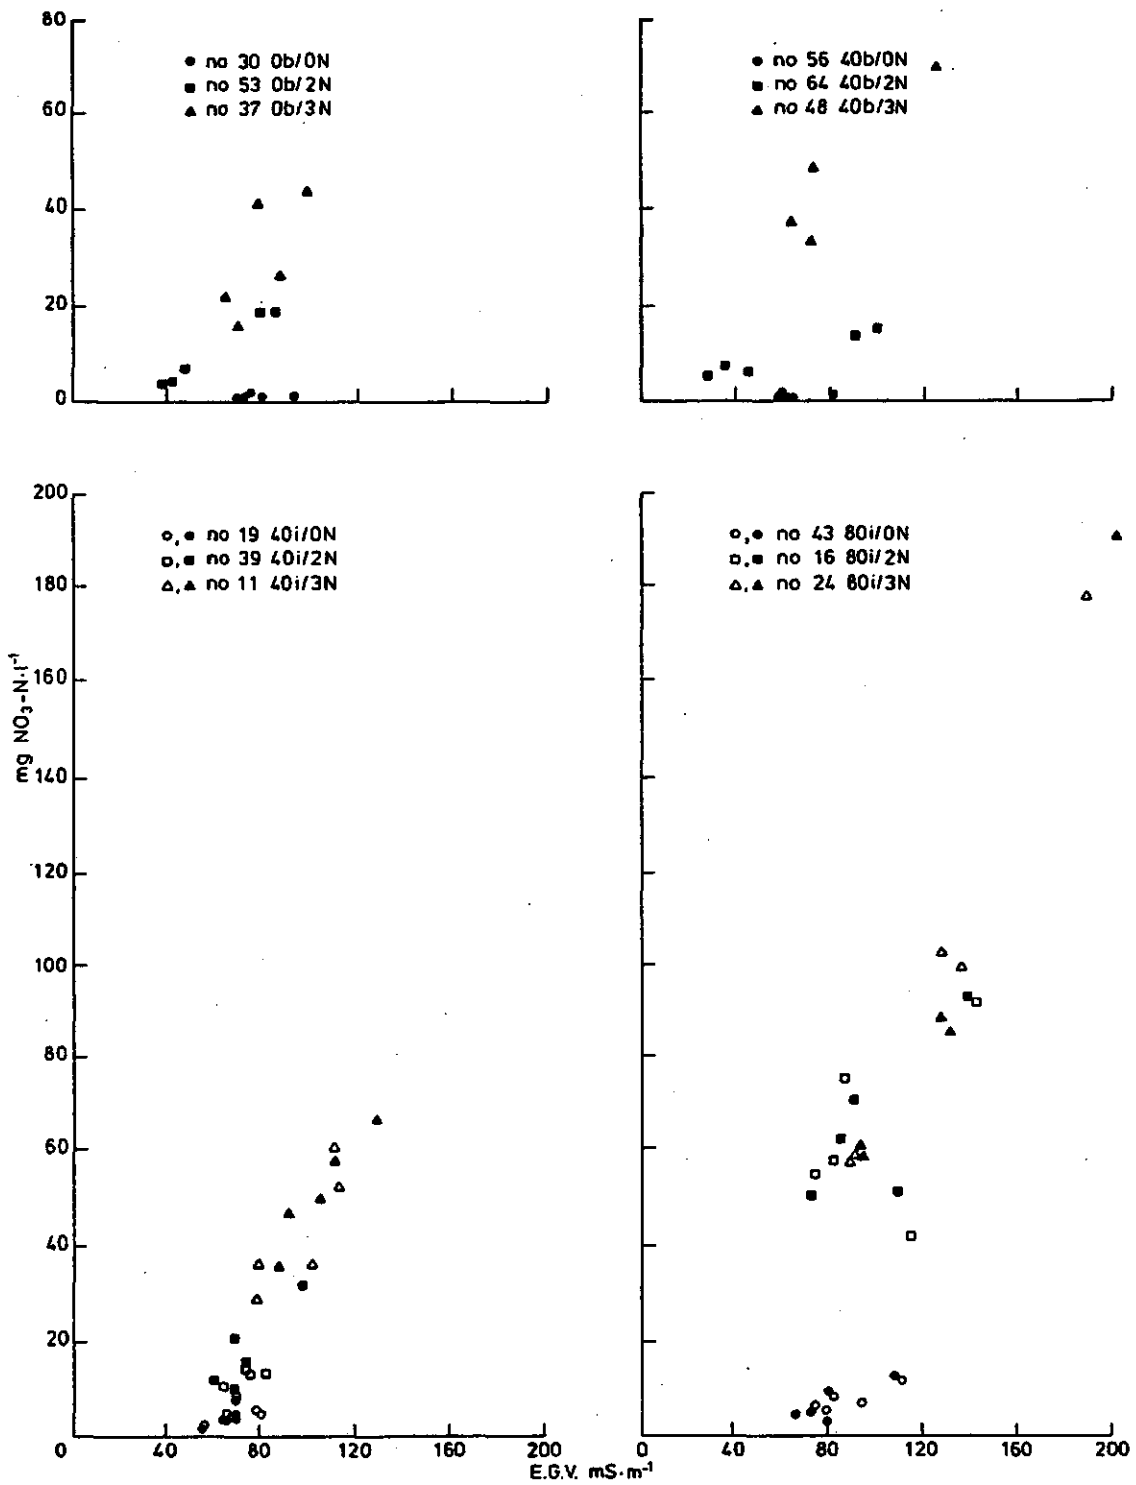 80
60
40
20
0
● no 30 0b/0N
■ no 53 0b/2N
▲ no 37 0b/3N
● no 56 40b/0N
■ no 64 40b/2N
▲ no 48 40b/3N
200
180
160
140
120
100
80
60
40
20
0
mg NO₃-N·l⁻¹
○,● no 19 40i/0N
□,■ no 39 40i/2N
△,▲ no 11 40i/3N
○,● no 43 80i/0N
□,■ no 16 80i/2N
△,▲ no 24 80i/3N
40 80 120 160 200
0 40 80 120 160 200
E.G.V. mS·m⁻¹